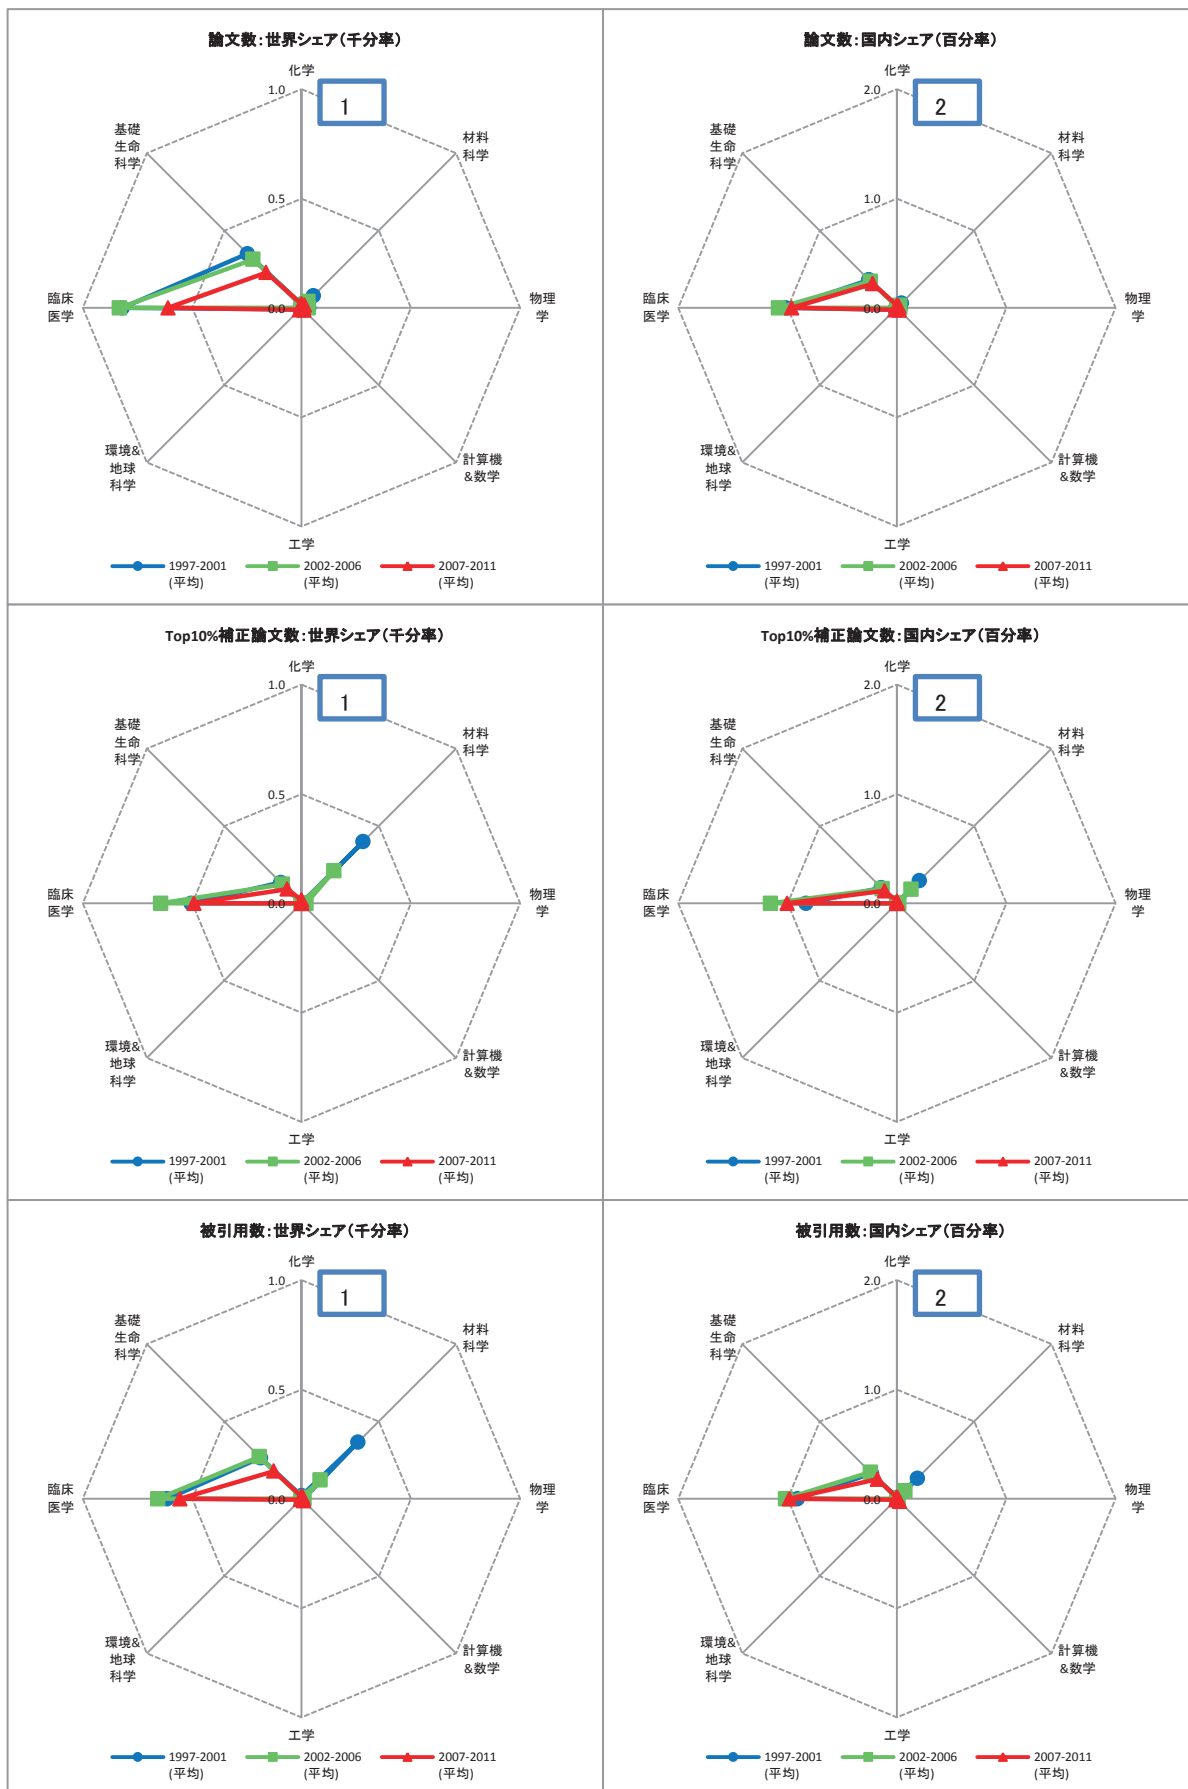 論文数：世界シェア（千分率）
化学
1.0
1
基礎
生命
科学
材料
科学
0.5
臨床
医学
0.0
物理
学
環境&
地球
科学
計算機
&数学
工学
1997-2001
(平均)
2002-2006
(平均)
2007-2011
(平均)
論文数：国内シェア（百分率）
化学
2.0
2
基礎
生命
科学
材料
科学
1.0
臨床
医学
0.0
物理
学
環境&
地球
科学
計算機
&数学
工学
1997-2001
(平均)
2002-2006
(平均)
2007-2011
(平均)
Top10%補正論文数：世界シェア（千分率）
化学
1.0
1
基礎
生命
科学
材料
科学
0.5
臨床
医学
0.0
物理
学
環境&
地球
科学
計算機
&数学
工学
1997-2001
(平均)
2002-2006
(平均)
2007-2011
(平均)
Top10%補正論文数：国内シェア（百分率）
化学
2.0
2
基礎
生命
科学
材料
科学
1.0
臨床
医学
0.0
物理
学
環境&
地球
科学
計算機
&数学
工学
1997-2001
(平均)
2002-2006
(平均)
2007-2011
(平均)
被引用数：世界シェア（千分率）
化学
1.0
1
基礎
生命
科学
材料
科学
0.5
臨床
医学
0.0
物理
学
環境&
地球
科学
計算機
&数学
工学
1997-2001
(平均)
2002-2006
(平均)
2007-2011
(平均)
被引用数：国内シェア（百分率）
化学
2.0
2
基礎
生命
科学
材料
科学
1.0
臨床
医学
0.0
物理
学
環境&
地球
科学
計算機
&数学
工学
1997-2001
(平均)
2002-2006
(平均)
2007-2011
(平均)